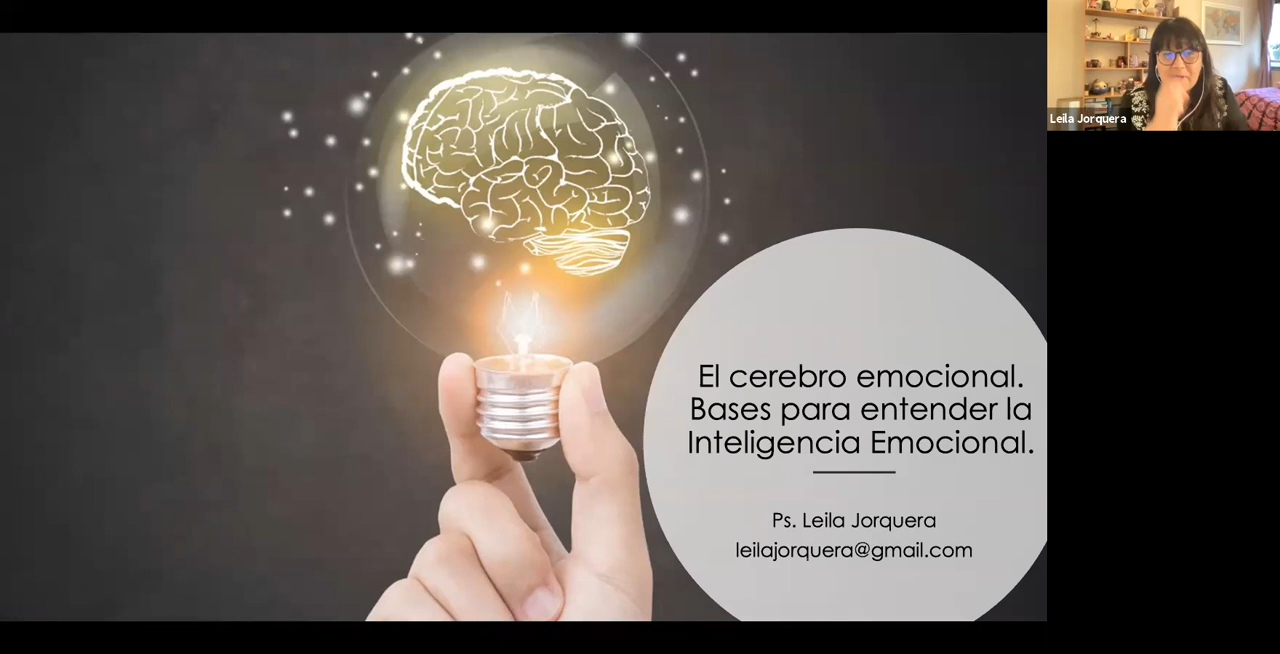 Leila Jorquera
El cerebro emocional.
Bases para entender la
Inteligencia Emocional.
Ps. Leila Jorquera
leilajorquera@gmail.com